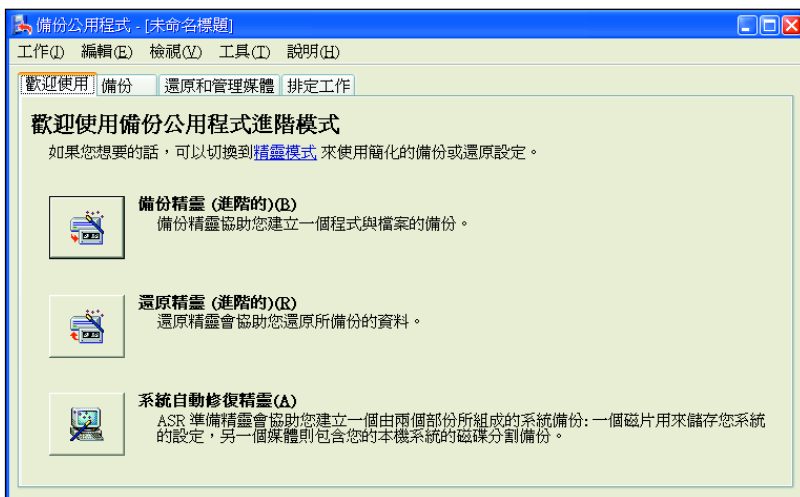 備份公用程式 - [未命名標題]
工作(J) 編輯(E) 檢視(V) 工具(T) 說明(H)
歡迎使用 備份 還原和管理媒體 排定工作
歡迎使用備份公用程式進階模式
如果您想要的話，可以切換到精靈模式 來使用簡化的備份或還原設定。
備份精靈 (進階的)(B)
備份精靈協助您建立一個程式與檔案的備份。
還原精靈 (進階的)(R)
還原精靈會協助您還原所備份的資料。
系統自動修復精靈(A)
ASR 準備精靈會協助您建立一個由兩個部份所組成的系統備份: 一個磁片用來儲存您系統
的設定，另一個媒體則包含您的本機系統的磁碟分割備份。